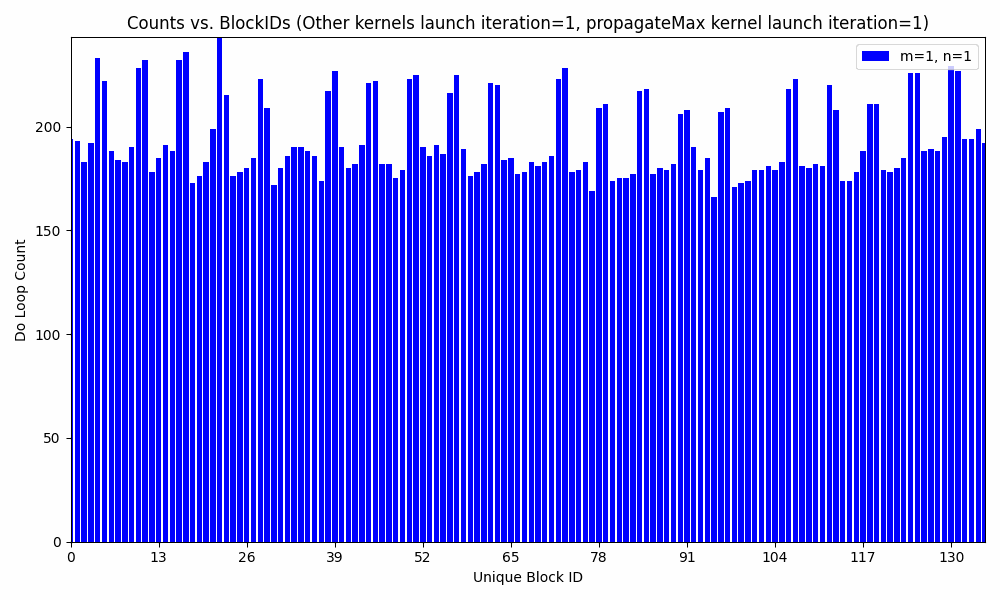 Counts vs. BlockIDs (Other kernels launch iteration=1, propagateMax kernel launch iteration=1)
m=1, n=1
Do Loop Count
200
150
100
50
0
0 13 26 39 52 65 78 91 104 117 130
Unique Block ID